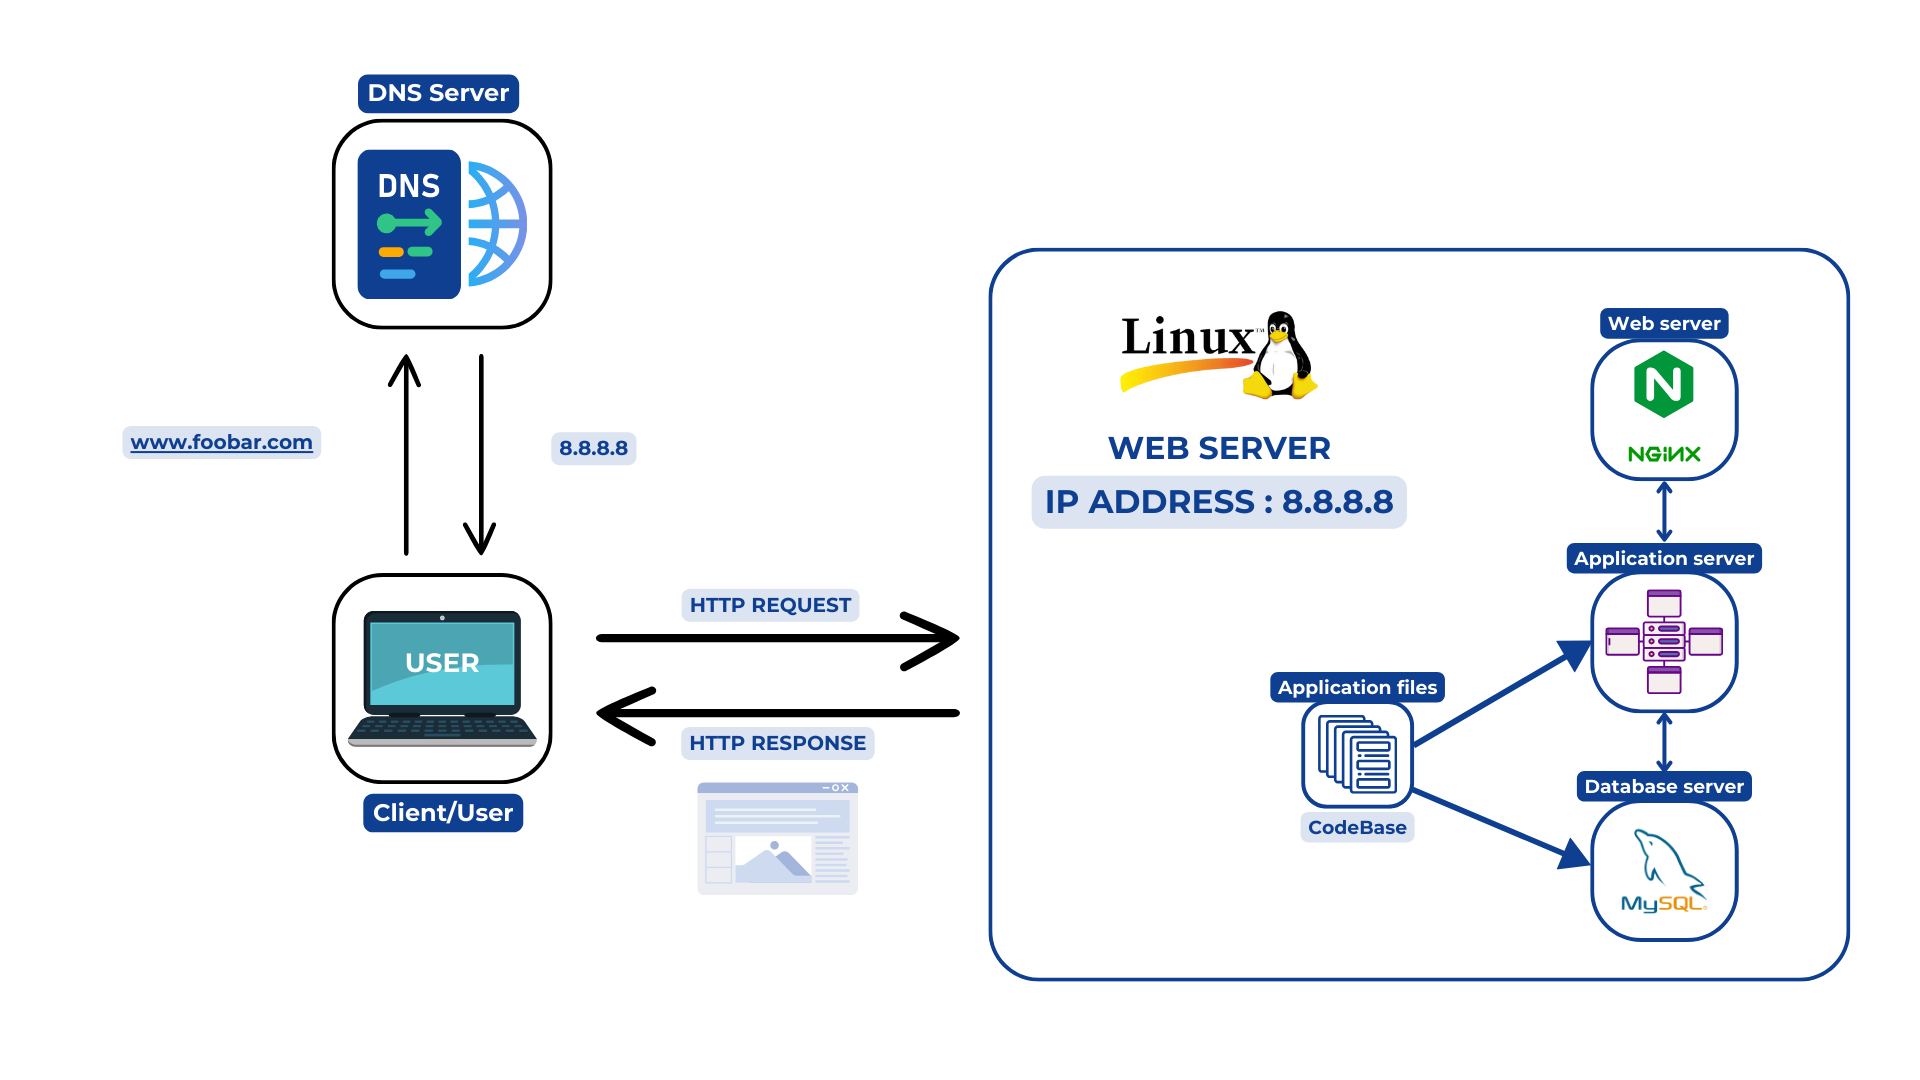 DNS Server
DNS
www.foobar.com
8.8.8.8
USER
Client/User
HTTP REQUEST
HTTP RESPONSE
Linux™
WEB SERVER
IP ADDRESS : 8.8.8.8
Web server
N
NGINX
Application server
Application files
CodeBase
Database server
MySQL